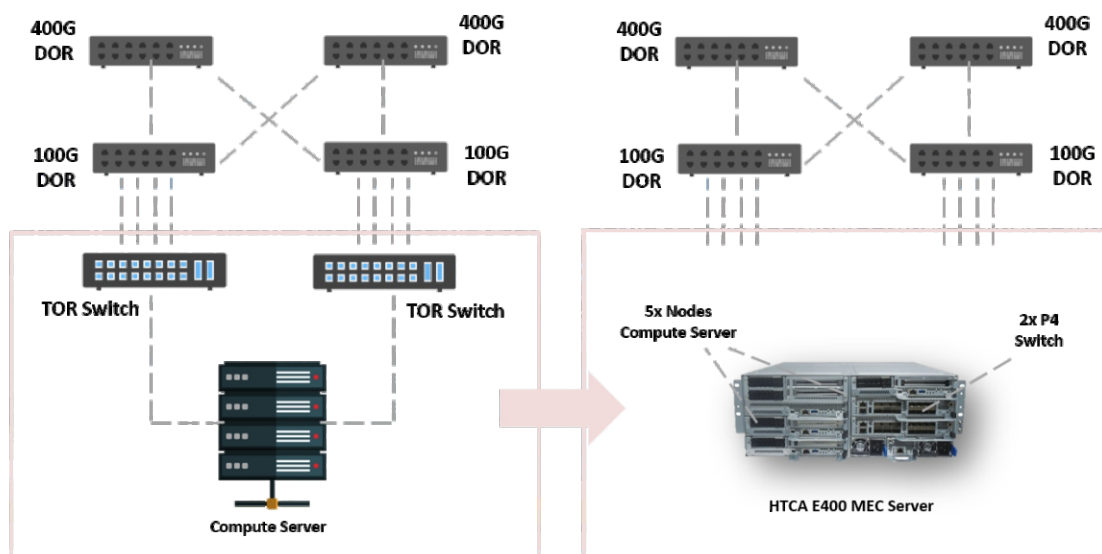 400G
DOR
400G
DOR
100G
DOR
100G
DOR
TOR Switch
TOR Switch
Compute Server
400G
DOR
400G
DOR
100G
DOR
100G
DOR
5x Nodes
Compute Server
2x P4
Switch
HTCA E400 MEC Server